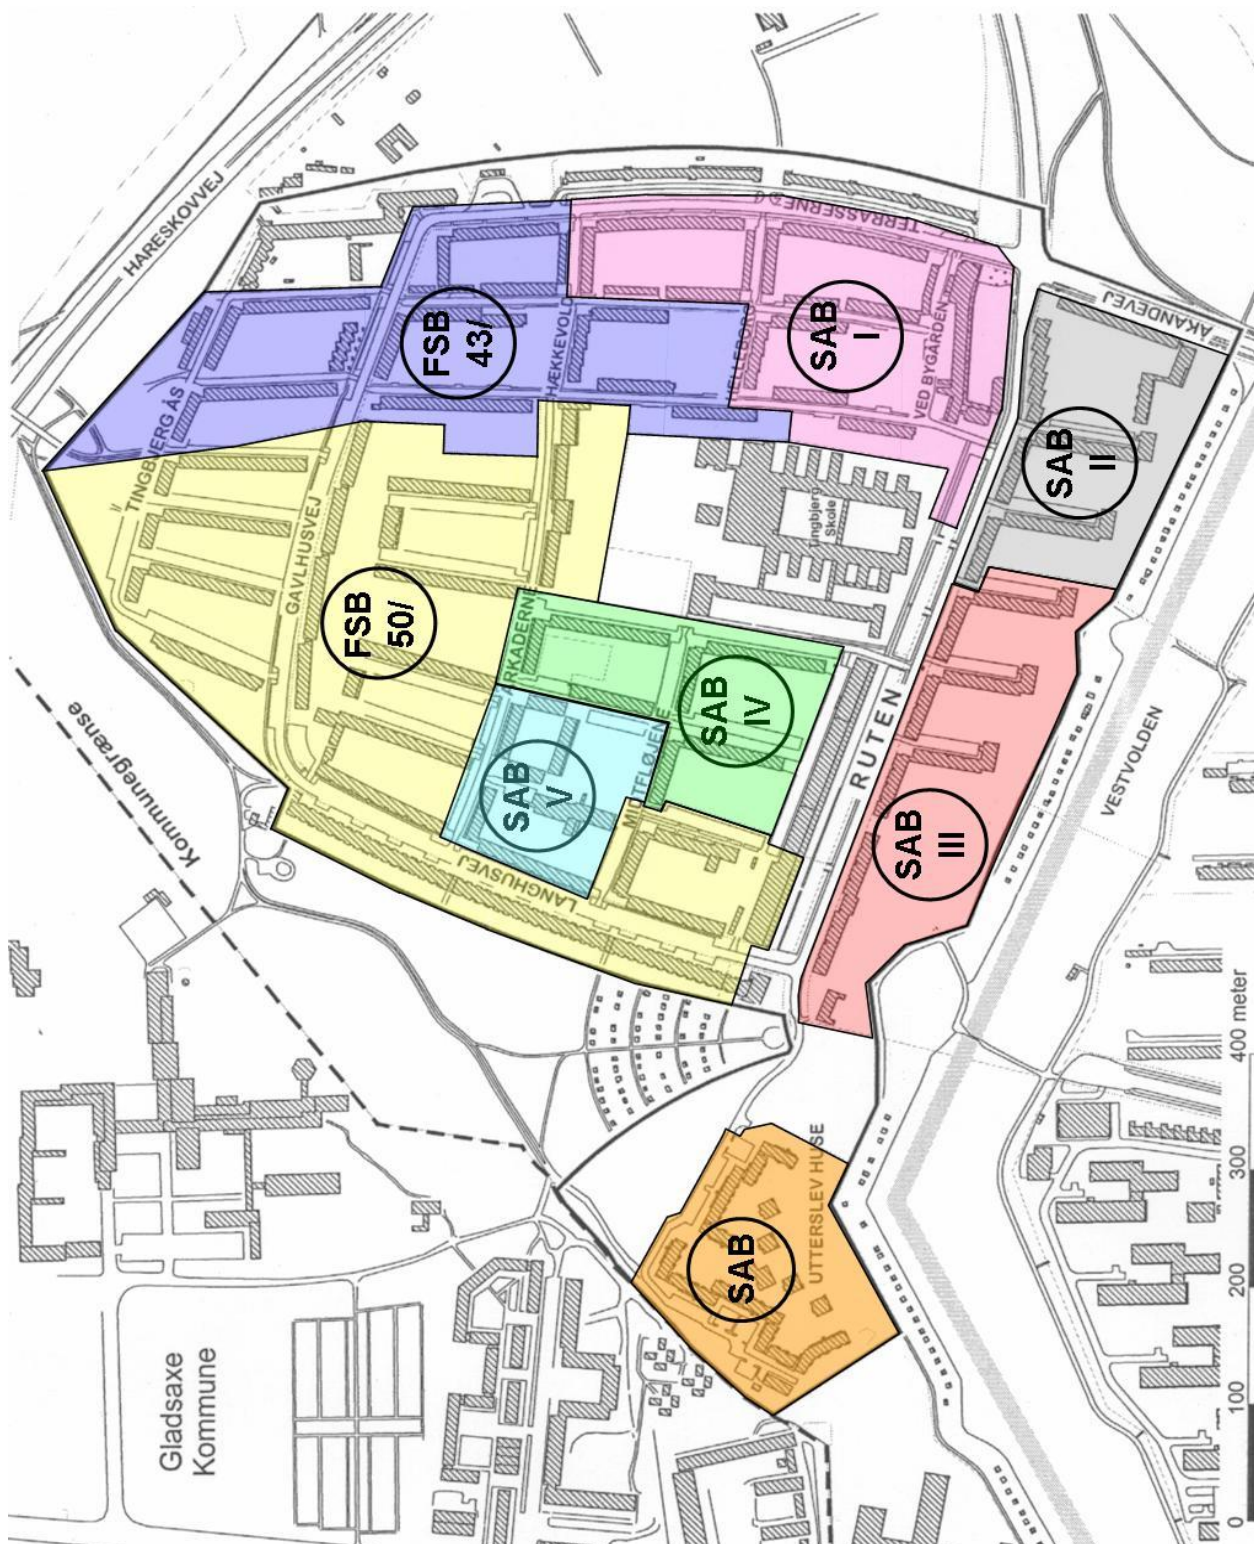 HARESKOVVEJ
TINGBJERG ÅS
GAVLHUSVEJ
Kommunegrænse
FSB
43/
HÆKKEVOLD
TERRASSERNE
SAB
I
VED BYGÅRDEN
ÅKANDEVEJ
SAB
II
FSB
50/
ARKADERNE
Tingbjerg
Skole
SAB
IV
SAB
V
MIDTFLØJENE
LANGHUSVEJ
RUTEN
SAB
III
VESTVOLDEN
SAB
UTTERSLEV HUSE
Gladsaxe
Kommune
0 100 200 300 400 meter